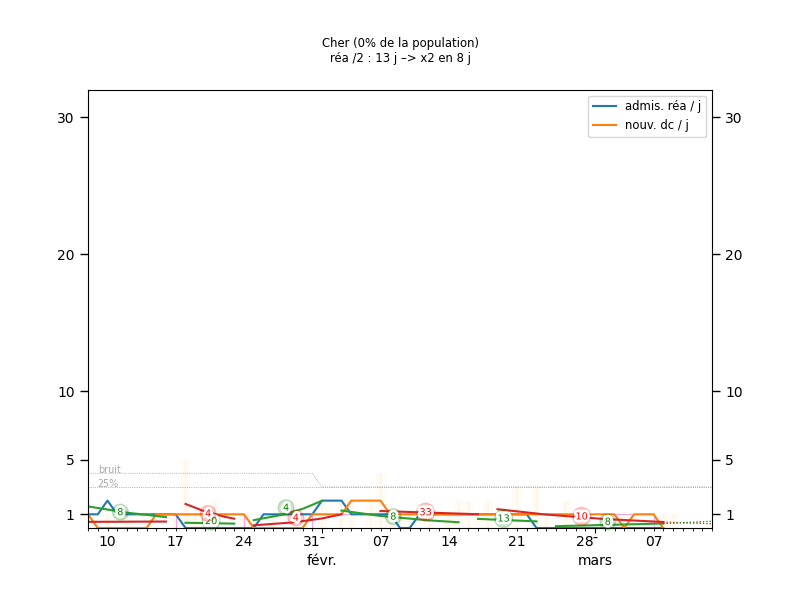 Cher (0% de la population)
réa /2 : 13 j –> x2 en 8 j
admis. réa / j
nouv. dc / j
30 30
20 20
10 10
5 5
1 1
bruit
25%
8 4 20 4 4 8 33 13 10 8
10 17 24 31 07 14 21 28 07
févr. mars